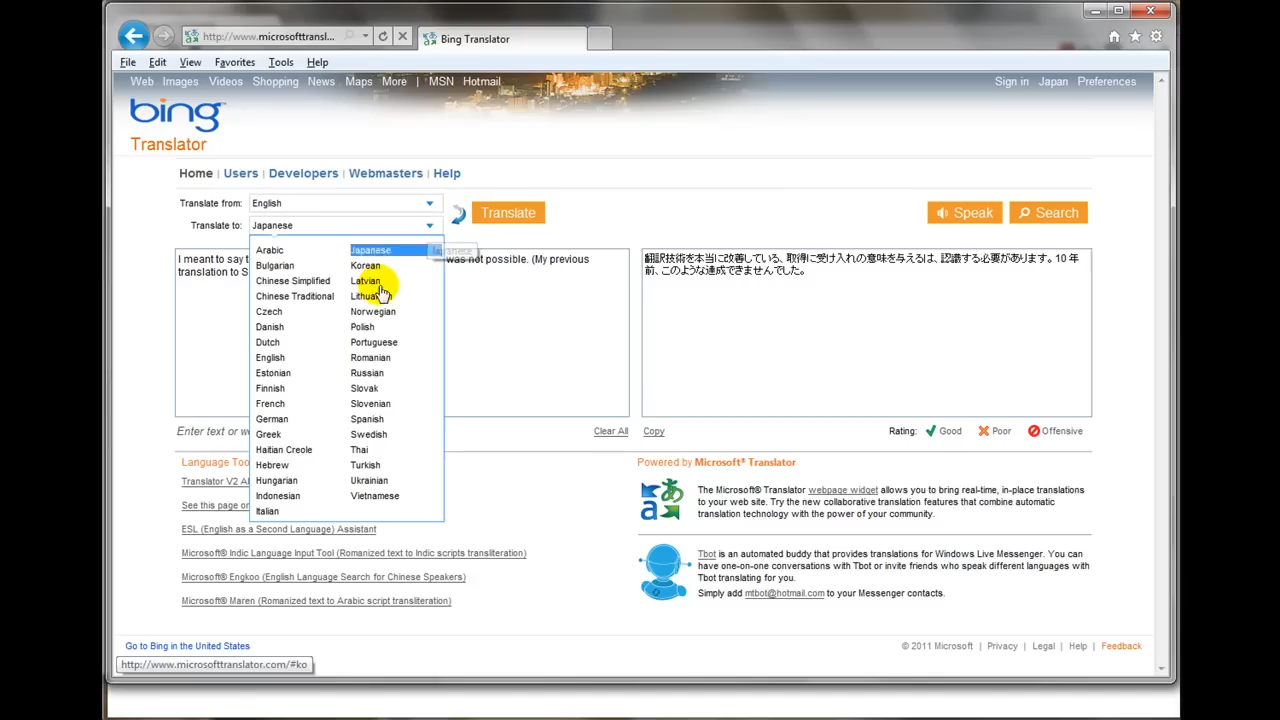 http://www.microsofttransl...
Bing Translator
File Edit View Favorites Tools Help
Web Images Videos Shopping News Maps More | MSN Hotmail
Sign in Japan Preferences
bing™
Translator
Home | Users | Developers | Webmasters | Help
Translate from: English
Translate to: Japanese
Translate
Speak
Search
Arabic
Bulgarian
Chinese Simplified
Chinese Traditional
Czech
Danish
Dutch
English
Estonian
Finnish
French
German
Greek
Haitian Creole
Hebrew
Hungarian
Indonesian
Italian
Japanese
Korean
Latvian
Norwegian
Polish
Portuguese
Romanian
Russian
Slovak
Slovenian
Spanish
Swedish
Thai
Turkish
Ukrainian
Vietnamese
Japanese
I meant to say t
was not possible. (My previous
translation to S
翻訳技術を本当に改善している、取得に受け入れの意味を与えるは、認識する必要があります。10 年
前、このような達成できませんでした。
Enter text or we
Clear All
Copy
Rating: Good Poor Offensive
Language Too
Translator V2 AP
See this page or
ESL (English as a Second Language) Assistant
Microsoft® Indic Language Input Tool (Romanized text to Indic scripts transliteration)
Microsoft® Engkoo (English Language Search for Chinese Speakers)
Microsoft® Maren (Romanized text to Arabic script transliteration)
Powered by Microsoft® Translator
The Microsoft® Translator webpage widget allows you to bring real-time, in-place translations
to your web site. Try the new collaborative translation features that combine automatic
translation technology with the power of your community.
Tbot is an automated buddy that provides translations for Windows Live Messenger. You can
have one-on-one conversations with Tbot or invite friends who speak different languages with
Tbot translating for you.
Simply add mtbot@hotmail.com to your Messenger contacts.
Go to Bing in the United States
© 2011 Microsoft | Privacy | Legal | Help | Feedback
http://www.microsofttranslator.com/#ko